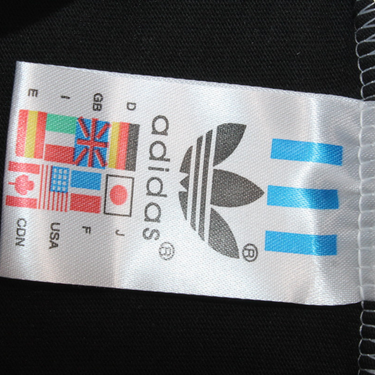 ®
adidas®
D GB I E
J F USA CDN